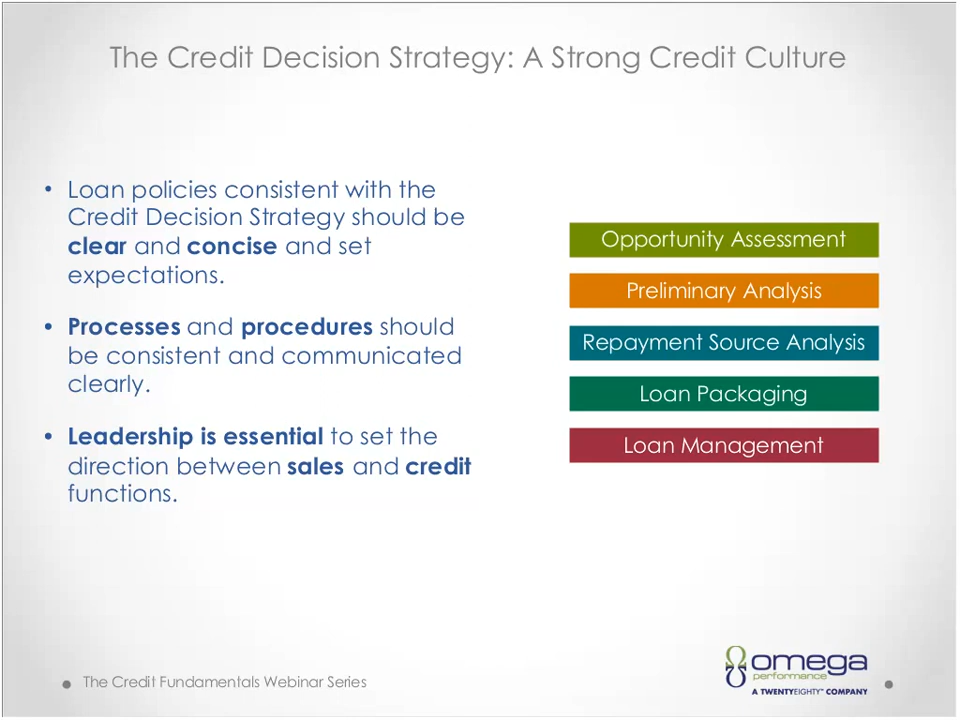 The Credit Decision Strategy: A Strong Credit Culture
• Loan policies consistent with the
Credit Decision Strategy should be
clear and concise and set
expectations.
• Processes and procedures should
be consistent and communicated
clearly.
• Leadership is essential to set the
direction between sales and credit
functions.
Opportunity Assessment
Preliminary Analysis
Repayment Source Analysis
Loan Packaging
Loan Management
The Credit Fundamentals Webinar Series
omega
performance
A TWENTYEIGHTY™ COMPANY